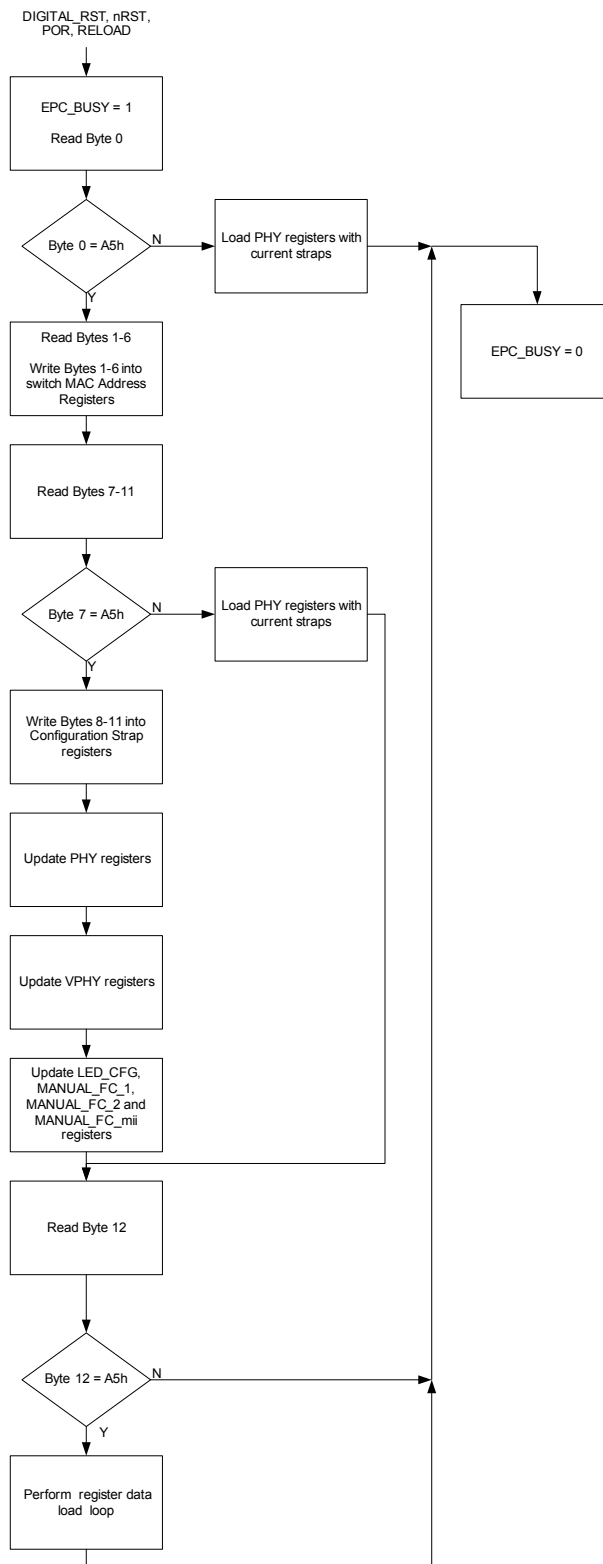 DIGITAL_RST, nRST,
POR, RELOAD
EPC_BUSY = 1
Read Byte 0
Byte 0 = A5h
N
Load PHY registers with
current straps
Y
EPC_BUSY = 0
Read Bytes 1-6
Write Bytes 1-6 into
switch MAC Address
Registers
Read Bytes 7-11
Byte 7 = A5h
N
Load PHY registers with
current straps
Y
Write Bytes 8-11 into
Configuration Strap
registers
Update PHY registers
Update VPHY registers
Update LED_CFG,
MANUAL_FC_1,
MANUAL_FC_2 and
MANUAL_FC_mii
registers
Read Byte 12
Byte 12 = A5h
N
Y
Perform register data
load loop